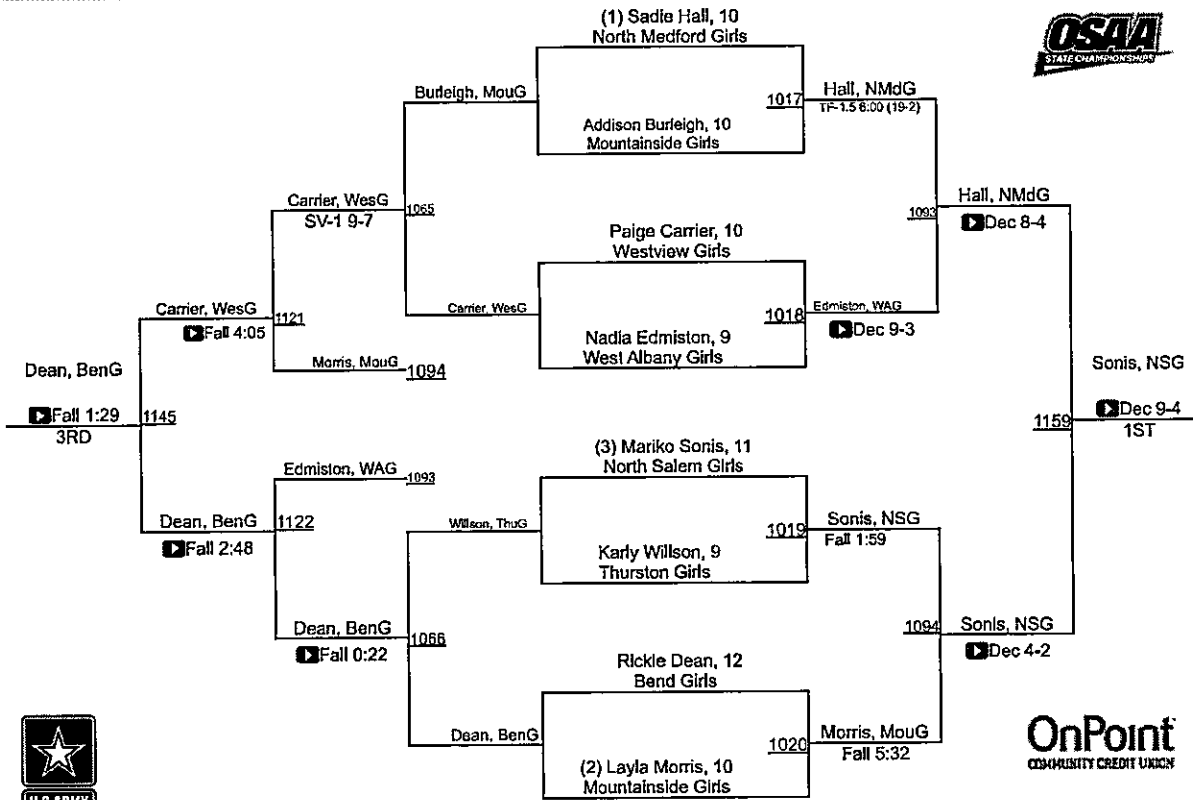 (1) Sadie Hall, 10
North Medford Girls
OSAA
STATE CHAMPIONSHIPS
Burleigh, MouG
1017
Hall, NMdG
TF-1.5 6:00 (19-2)
Addison Burleigh, 10
Mountainside Girls
Carrier, WesG
SV-1 9-7
1065
Hall, NMdG
1093
Dec 8-4
Paige Carrier, 10
Westview Girls
Carrier, WesG
Fall 4:05
1121
Carrier, WesG
1018
Edmiston, WAG
Dec 9-3
Nadia Edmiston, 9
West Albany Girls
Morris, MouG
1094
Dean, BenG
Fall 1:29
3RD
1145
Sonis, NSG
Dec 9-4
1ST
1159
(3) Mariko Sonis, 11
North Salem Girls
Edmiston, WAG
1093
Dean, BenG
Fall 2:48
1122
Willson, ThuG
1019
Sonis, NSG
Fall 1:59
Karly Willson, 9
Thurston Girls
Dean, BenG
Fall 0:22
1066
1094
Sonis, NSG
Dec 4-2
Rickie Dean, 12
Bend Girls
Dean, BenG
1020
Morris, MouG
Fall 5:32
(2) Layla Morris, 10
Mountainside Girls
OnPoint
COMMUNITY CREDIT UNION
U.S. ARMY